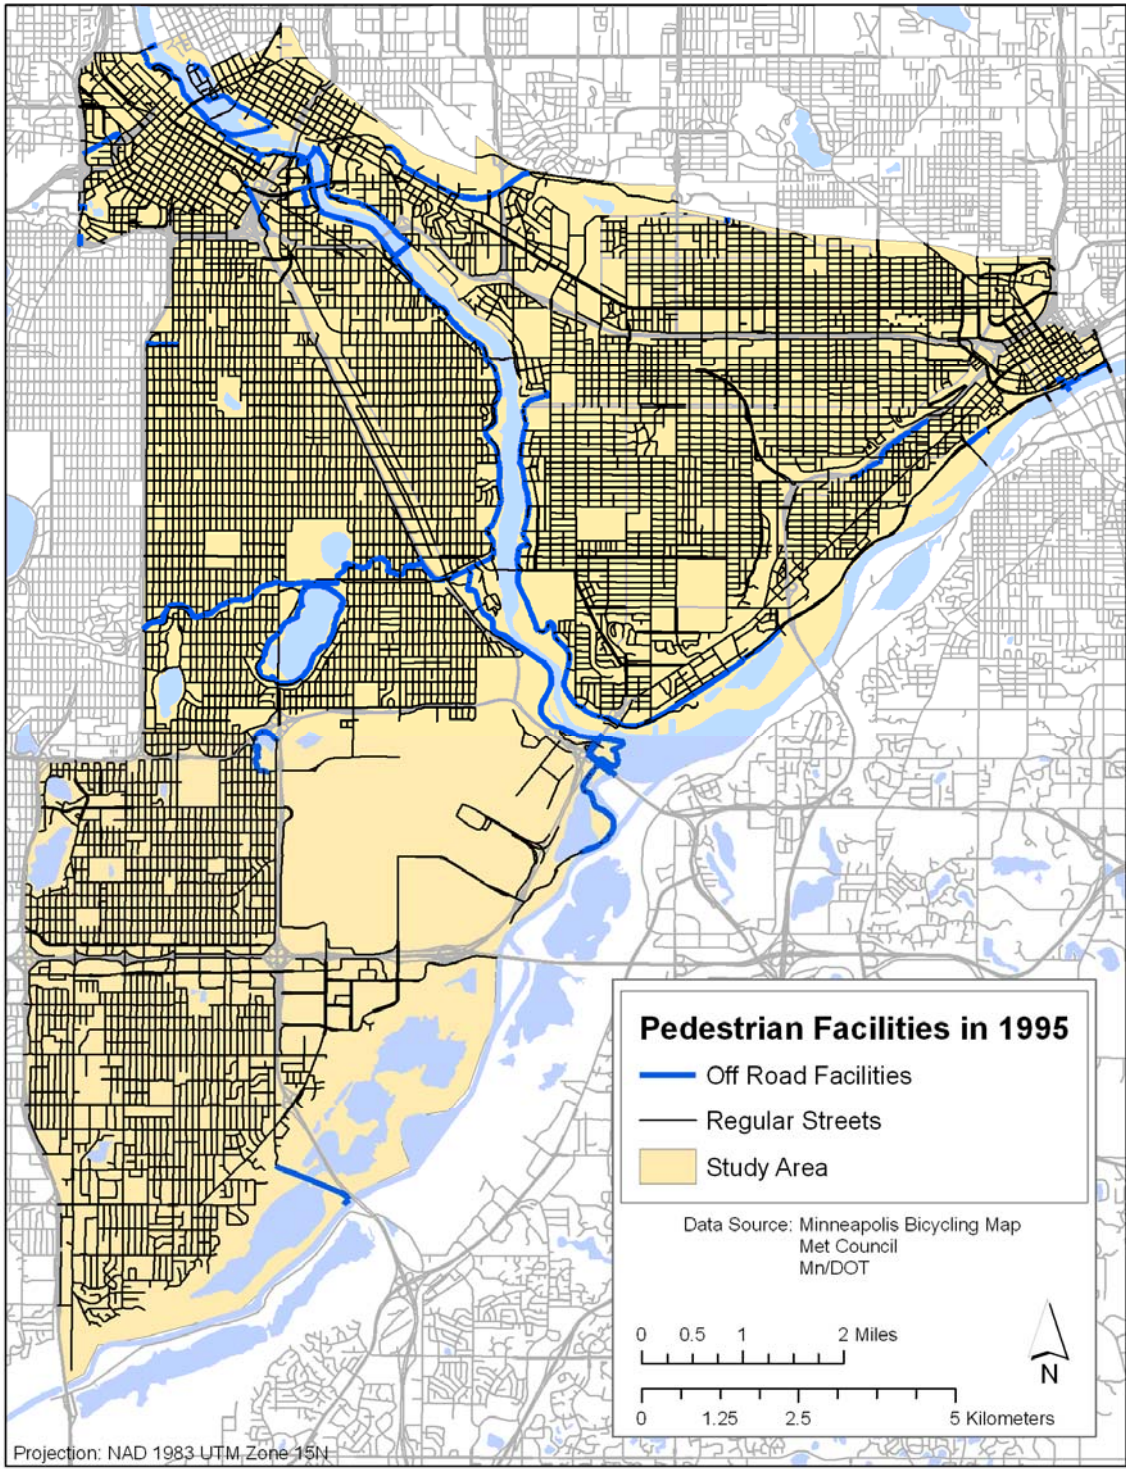 Pedestrian Facilities in 1995
Off Road Facilities
Regular Streets
Study Area
Data Source: Minneapolis Bicycling Map
Met Council
Mn/DOT
0 0.5 1 2 Miles
0 1.25 2.5 5 Kilometers
N
Projection: NAD 1983 UTM Zone 15N